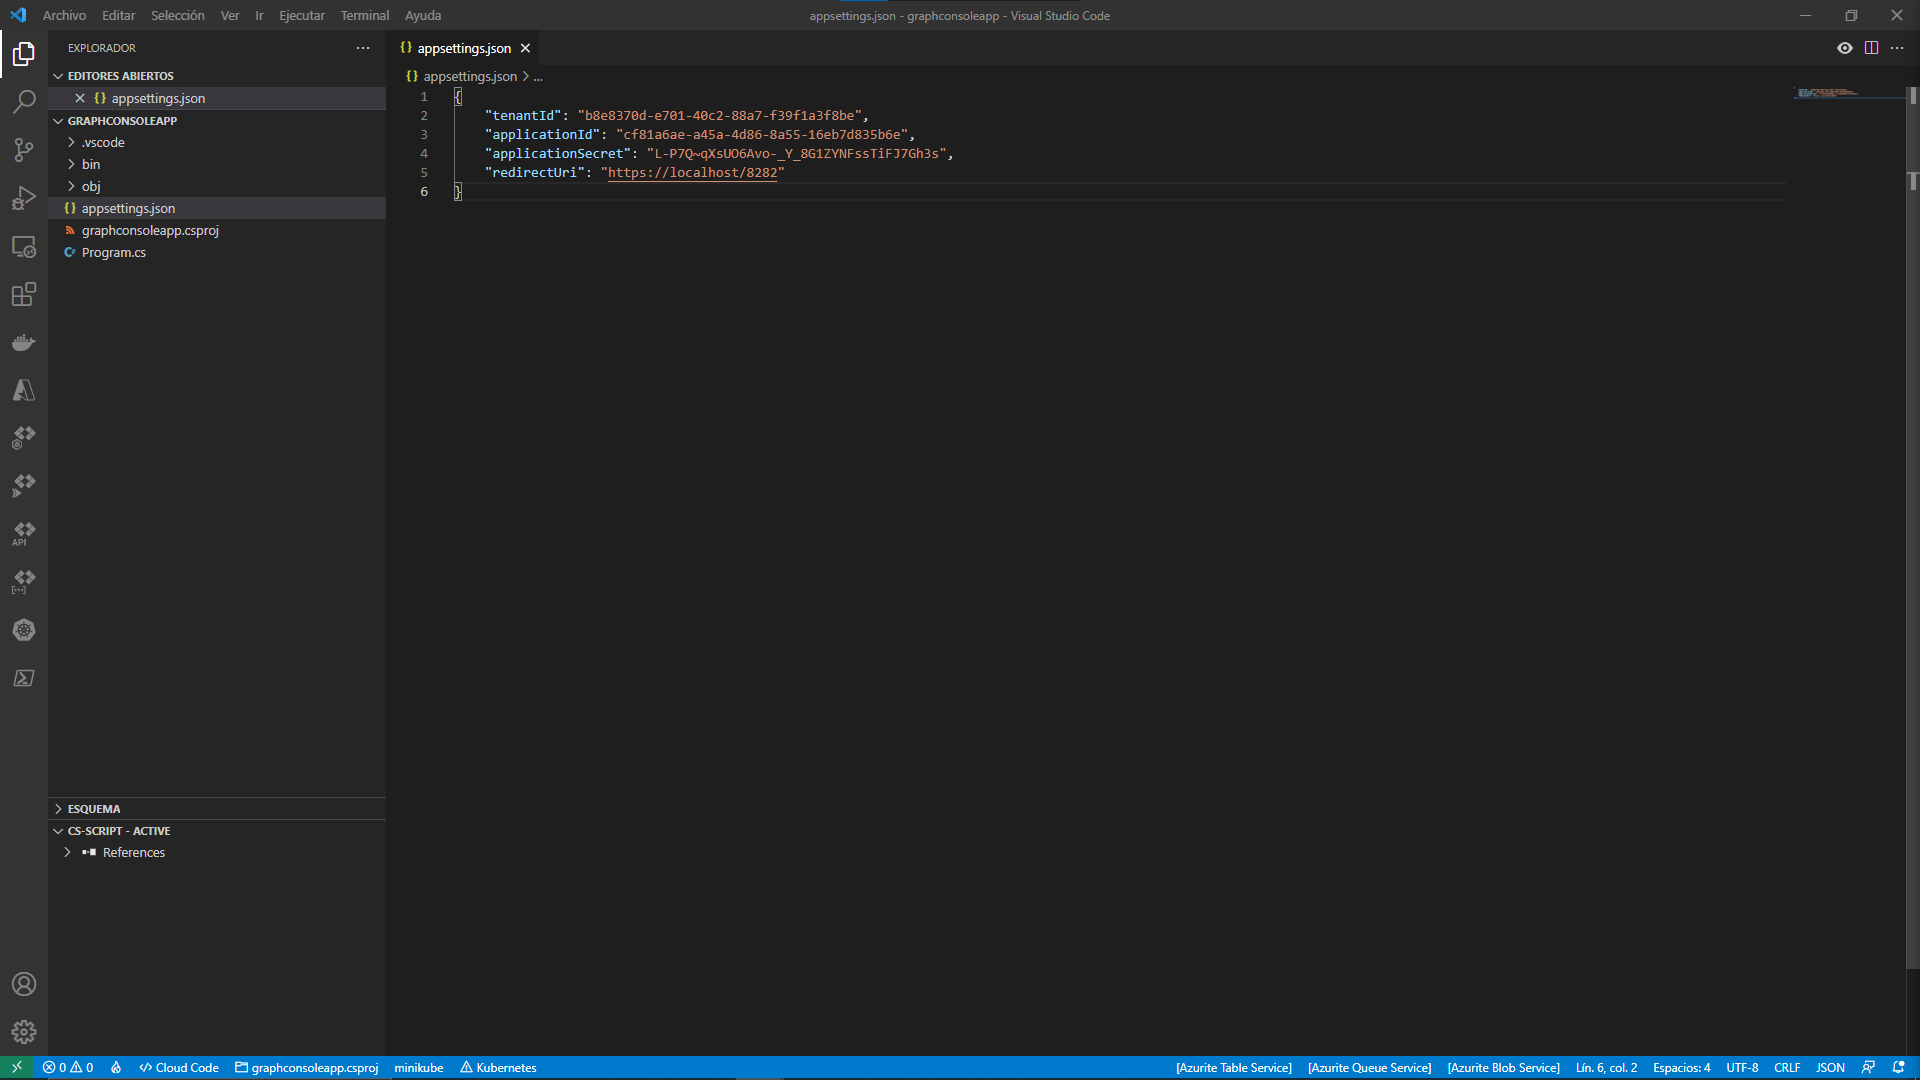 Archivo Editar Selección Ver Ir Ejecutar Terminal Ayuda
appsettings.json - graphconsoleapp - Visual Studio Code
EXPLORADOR
EDITORES ABIERTOS
appsettings.json
GRAPHCONSOLEAPP
.vscode
bin
obj
appsettings.json
graphconsoleapp.csproj
Program.cs
ESQUEMA
CS-SCRIPT - ACTIVE
References
API
appsettings.json
appsettings.json > ...
1 {
2 "tenantId": "b8e8370d-e701-40c2-88a7-f39f1a3f8be",
3 "applicationId": "cf81a6ae-a45a-4d86-8a55-16eb7d835b6e",
4 "applicationSecret": "L-P7Q~qXsUO6Avo-_Y_8G1ZYNFssTiFJ7Gh3s",
5 "redirectUri": "https://localhost/8282"
6 }
0 0 Cloud Code graphconsoleapp.csproj minikube Kubernetes
[Azurite Table Service] [Azurite Queue Service] [Azurite Blob Service] Lín. 6, col. 2 Espacios: 4 UTF-8 CRLF JSON